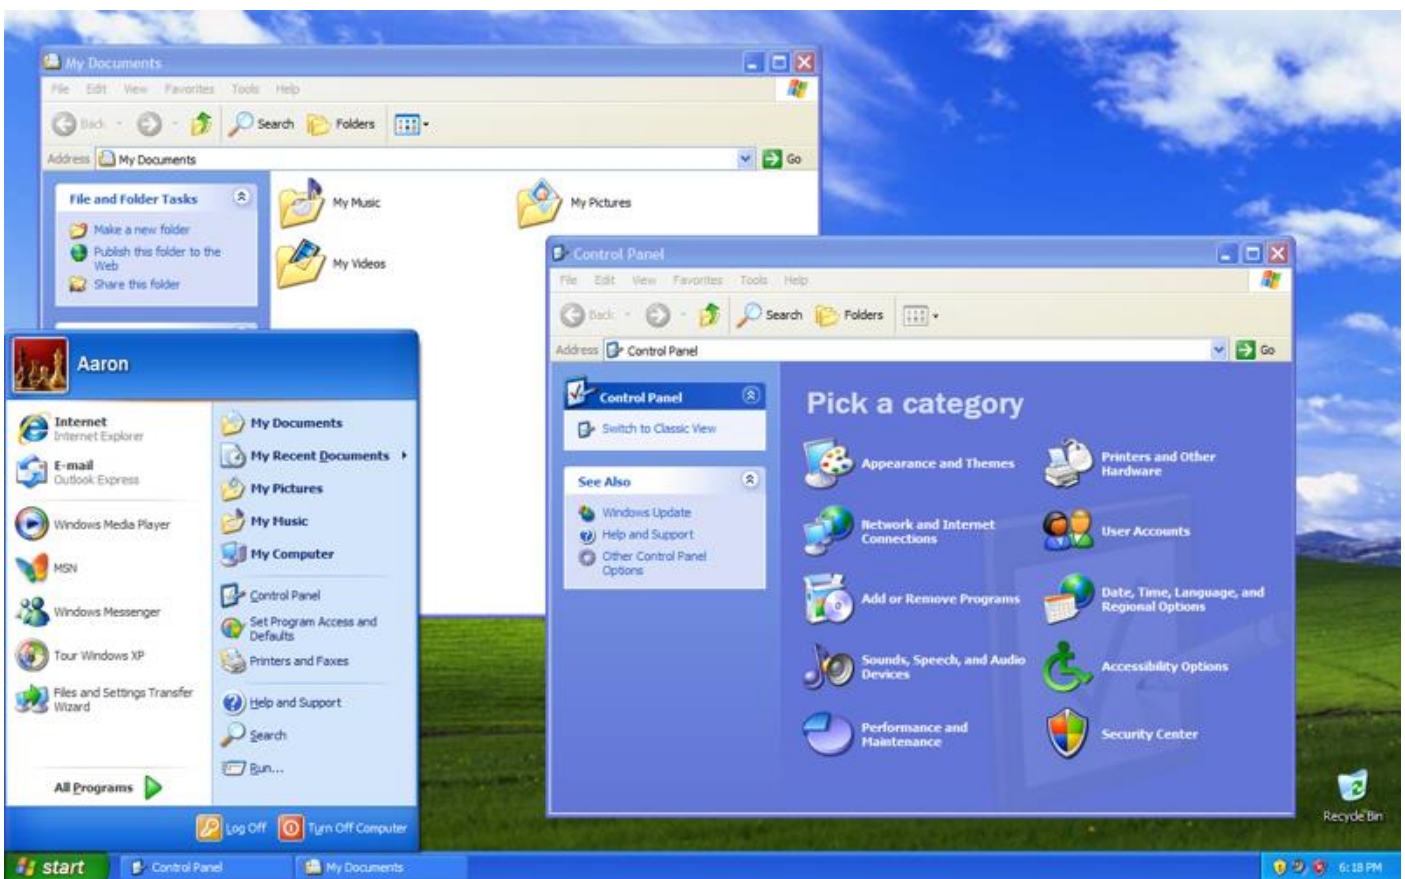 My Documents
File Edit View Favorites Tools Help
Back Search Folders
Address My Documents Go
File and Folder Tasks
Make a new folder
Publish this folder to the
Web
Share this folder
My Music
My Pictures
My Videos
Control Panel
File Edit View Favorites Tools Help
Back Search Folders
Address Control Panel Go
Control Panel
Switch to Classic View
See Also
Windows Update
Help and Support
Other Control Panel
Options
Pick a category
Appearance and Themes
Printers and Other
Hardware
Network and Internet
Connections
User Accounts
Add or Remove Programs
Date, Time, Language, and
Regional Options
Sounds, Speech, and Audio
Devices
Accessibility Options
Performance and
Maintenance
Security Center
Aaron
Internet
Internet Explorer
E-mail
Outlook Express
Windows Media Player
MSN
Windows Messenger
Tour Windows XP
Files and Settings Transfer
Wizard
All Programs
My Documents
My Recent Documents
My Pictures
My Music
My Computer
Control Panel
Set Program Access and
Defaults
Printers and Faxes
Help and Support
Search
Run...
Log Off Turn Off Computer
Recycle Bin
start Control Panel My Documents 6:18 PM